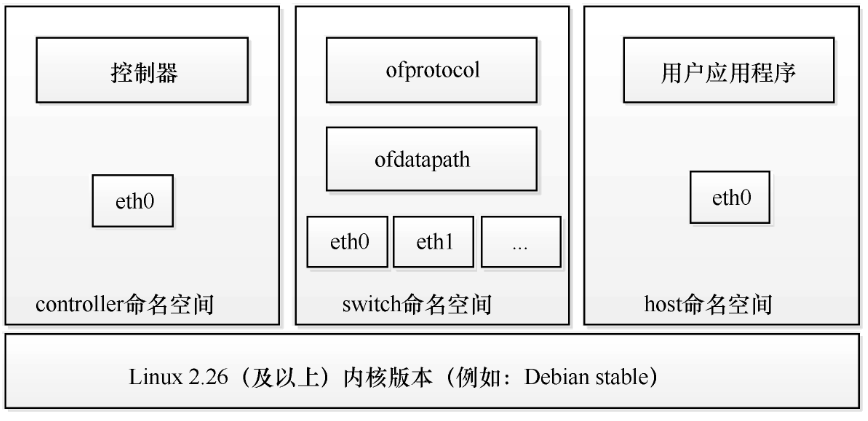 控制器
eth0
controller命名空间
ofprotocol
ofdatapath
eth0
eth1
...
switch命名空间
用户应用程序
eth0
host命名空间
Linux 2.26（及以上）内核版本（例如：Debian stable）